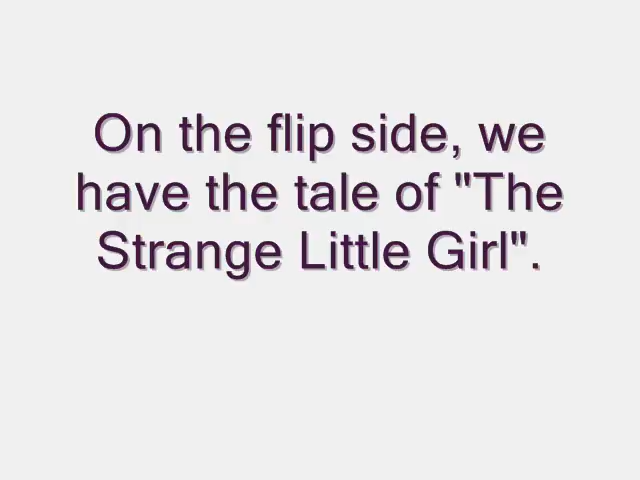 On the flip side, we
have the tale of "The
Strange Little Girl".